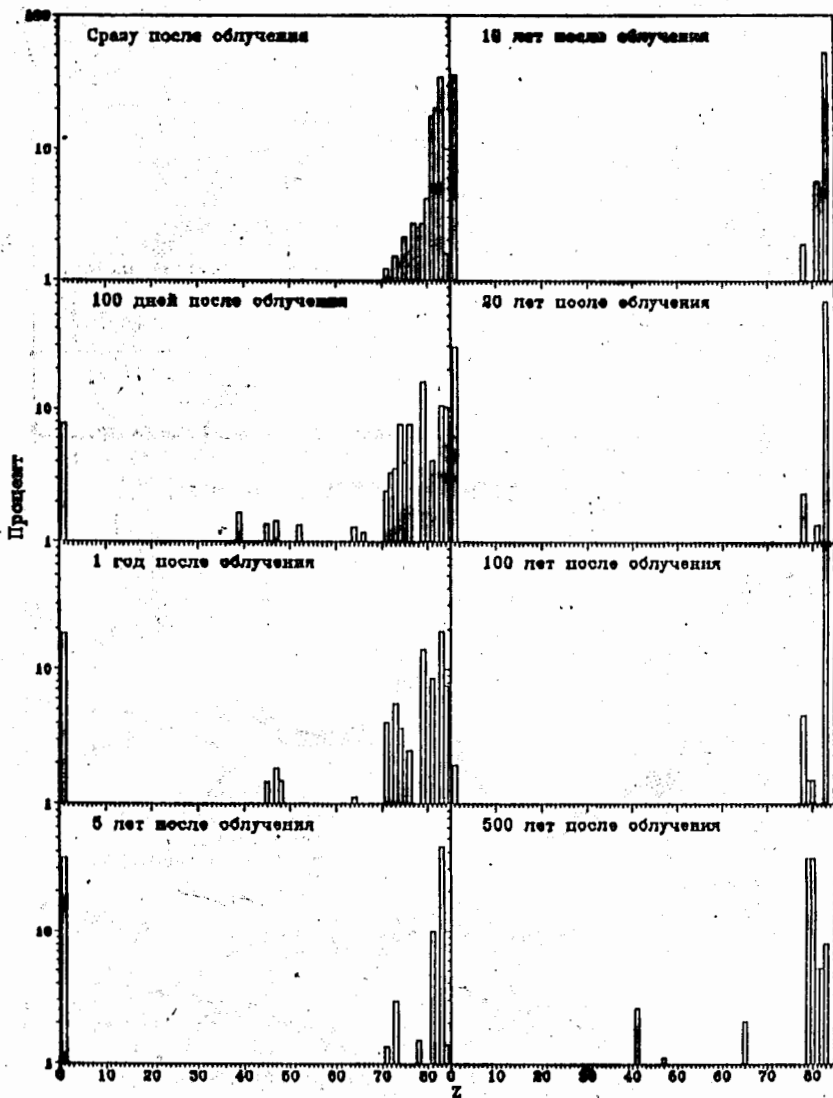 100
Сразу после облучения
10 лет после облучения
10
1
100 дней после облучения
20 лет после облучения
10
1
Процент
1 год после облучения
100 лет после облучения
10
1
5 лет после облучения
500 лет после облучения
10
1
0 10 20 30 40 50 60 70 80 0 10 20 30 40 50 60 70 80
Z